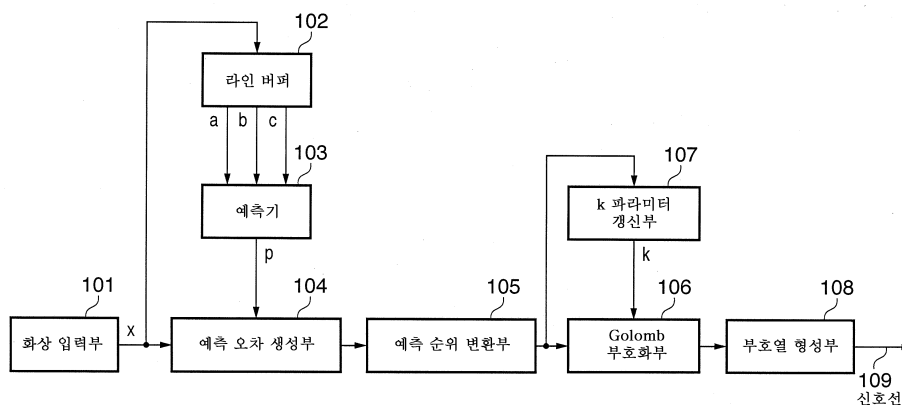 102
라인 버퍼
a b c
103
예측기
p
107
k 파라미터
갱신부
k
101
화상 입력부
x
104
예측 오차 생성부
105
예측 순위 변환부
106
Golomb
부호화부
108
부호열 형성부
109
신호선